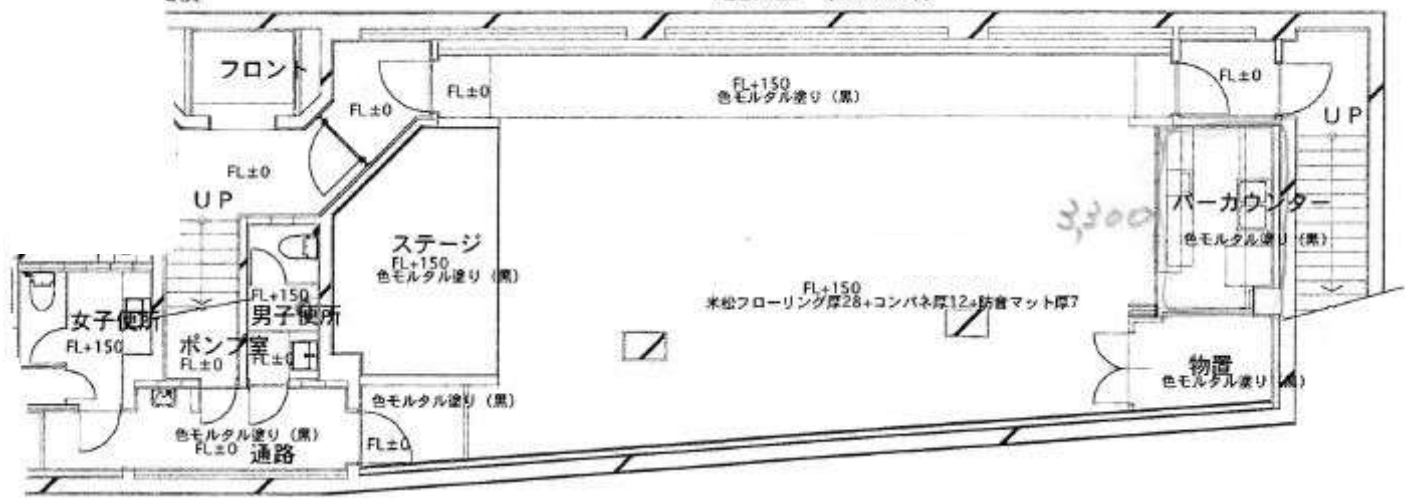 フロント
FL±0
FL±0
FL+150
色モルタル塗り（黒）
FL±0
UP
FL±0
UP
ステージ
FL+150
色モルタル塗り（黒）
3,300
バーカウンター
色モルタル塗り（黒）
FL+150
米松フローリング厚28+コンパネ厚12+防音マット厚7
女子便所
FL+150
FL+150
男子便所
ポンプ室
FL±0
FL±0
物置
色モルタル塗り（黒）
色モルタル塗り（黒）
色モルタル塗り（黒）
FL±0
通路
FL±0